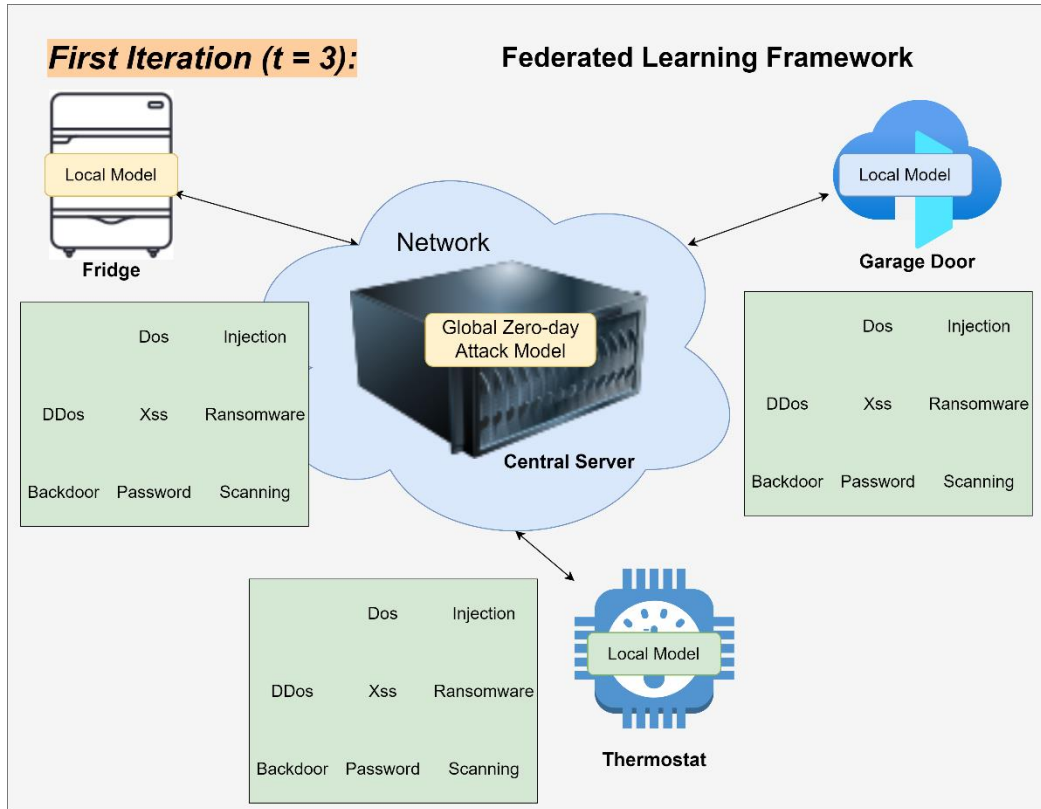 First Iteration (t = 3):
Federated Learning Framework
Local Model
Fridge
Local Model
Garage Door
Network
Global Zero-day
Attack Model
Central Server
Dos Injection
DDos Xss Ransomware
Backdoor Password Scanning
Dos Injection
DDos Xss Ransomware
Backdoor Password Scanning
Dos Injection
DDos Xss Ransomware
Backdoor Password Scanning
Local Model
Thermostat